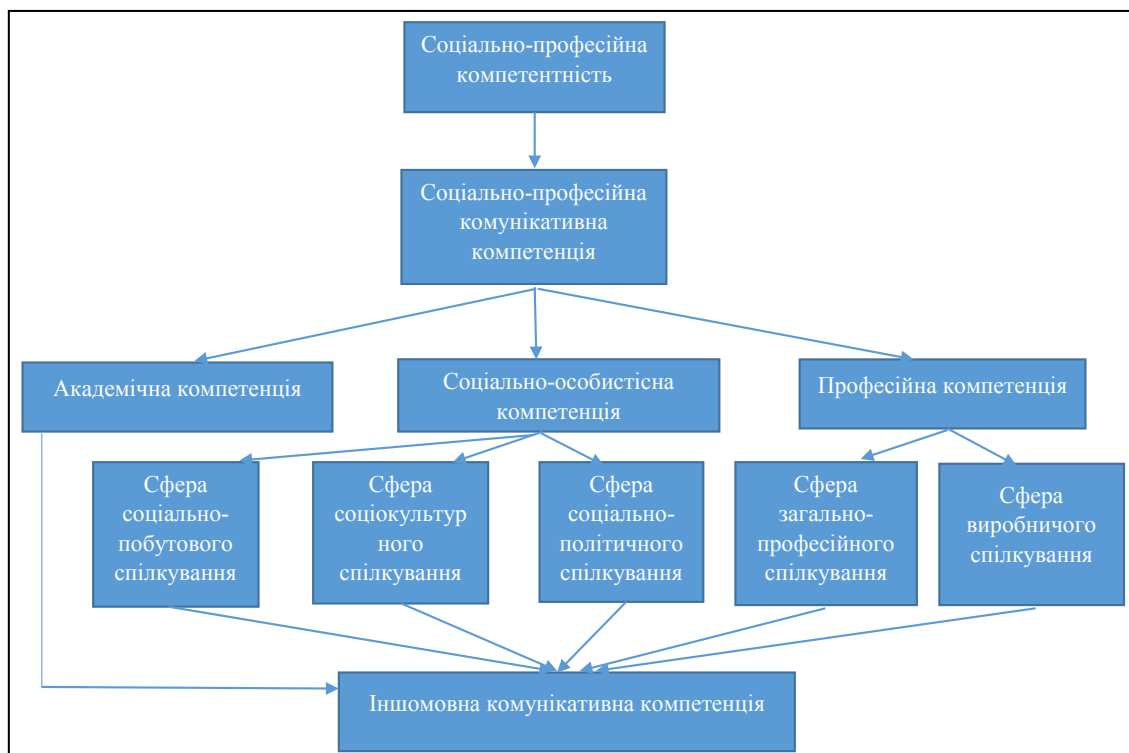 Соціально-професійна
компетентність
Соціально-професійна
комунікативна
компетенція
Академічна компетенція
Соціально-особистісна
компетенція
Професійна компетенція
Сфера
соціально-
побутового
спілкування
Сфера
соціокультур
ного
спілкування
Сфера
соціально-
політичного
спілкування
Сфера
загально-
професійного
спілкування
Сфера
виробничого
спілкування
Іншомовна комунікативна компетенція